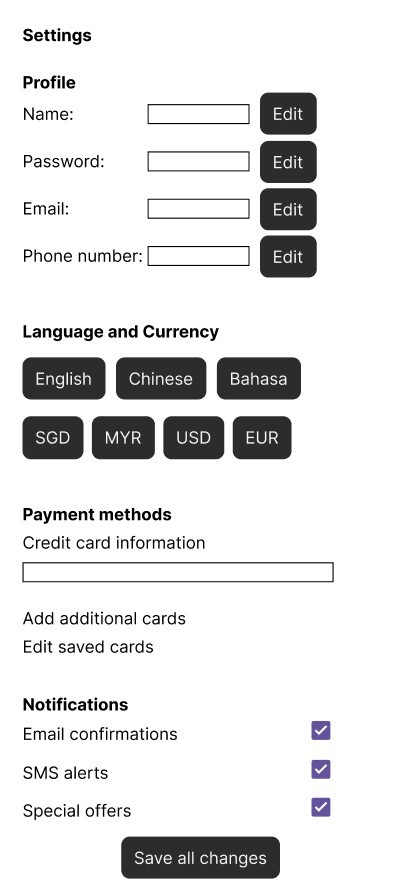 Settings
Profile
Name: Edit
Password: Edit
Email: Edit
Phone number: Edit
Language and Currency
English Chinese Bahasa
SGD MYR USD EUR
Payment methods
Credit card information
Add additional cards
Edit saved cards
Notifications
Email confirmations
SMS alerts
Special offers
Save all changes